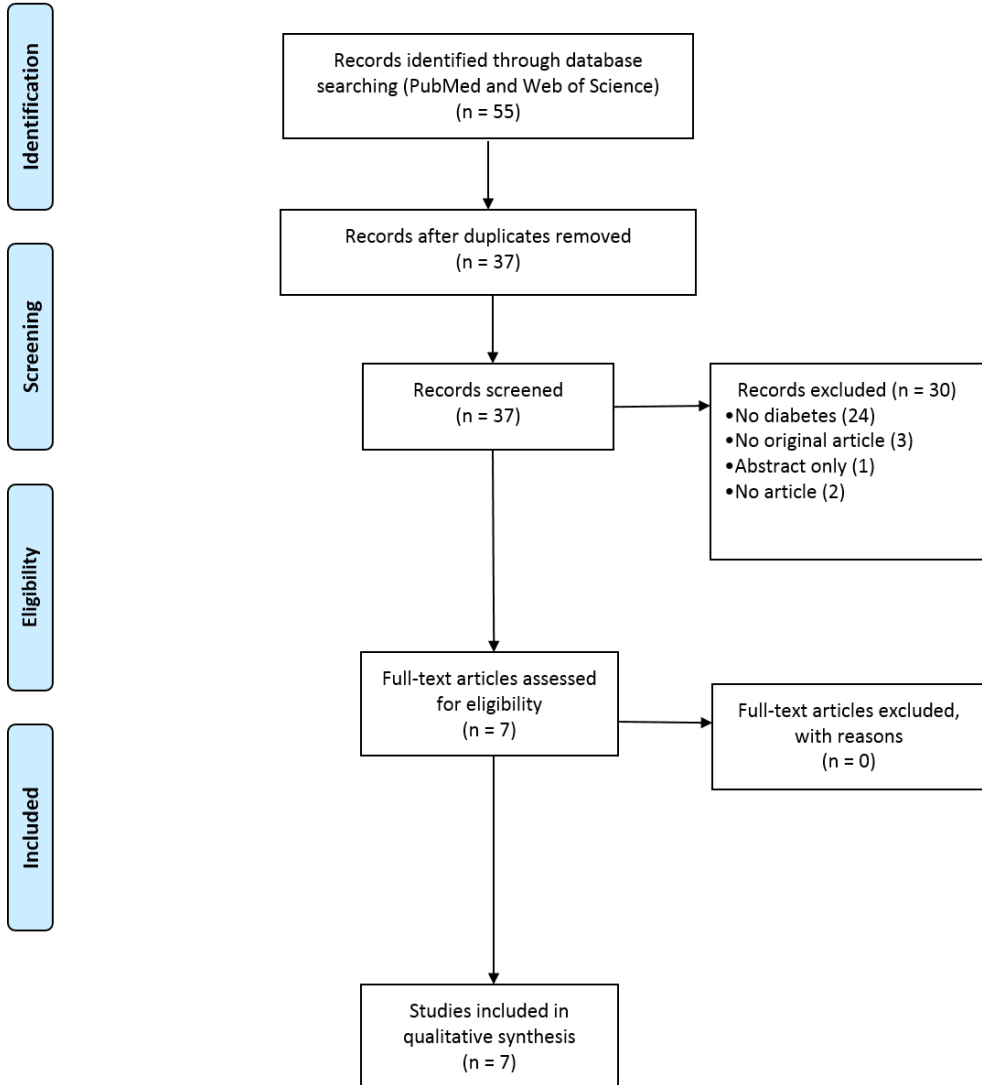 Identification
Records identified through database
searching (PubMed and Web of Science)
(n = 55)
Records after duplicates removed
(n = 37)
Screening
Records screened
(n = 37)
Records excluded (n = 30)
•No diabetes (24)
•No original article (3)
•Abstract only (1)
•No article (2)
Eligibility
Full-text articles assessed
for eligibility
(n = 7)
Full-text articles excluded,
with reasons
(n = 0)
Included
Studies included in
qualitative synthesis
(n = 7)